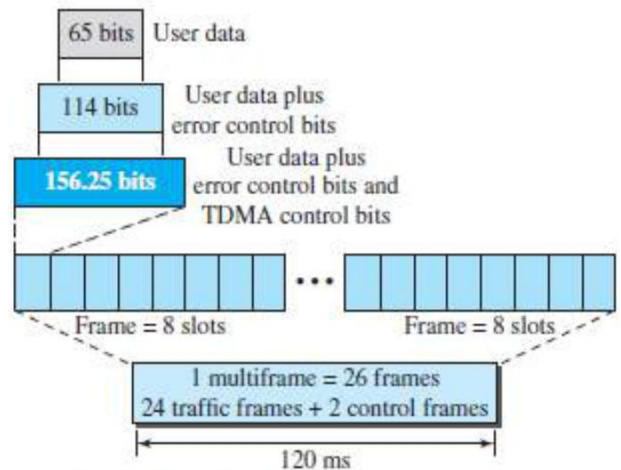 65 bits User data
114 bits
User data plus
error control bits
156.25 bits
User data plus
error control bits and
TDMA control bits
•••
Frame = 8 slots
Frame = 8 slots
1 multiframe = 26 frames
24 traffic frames + 2 control frames
120 ms